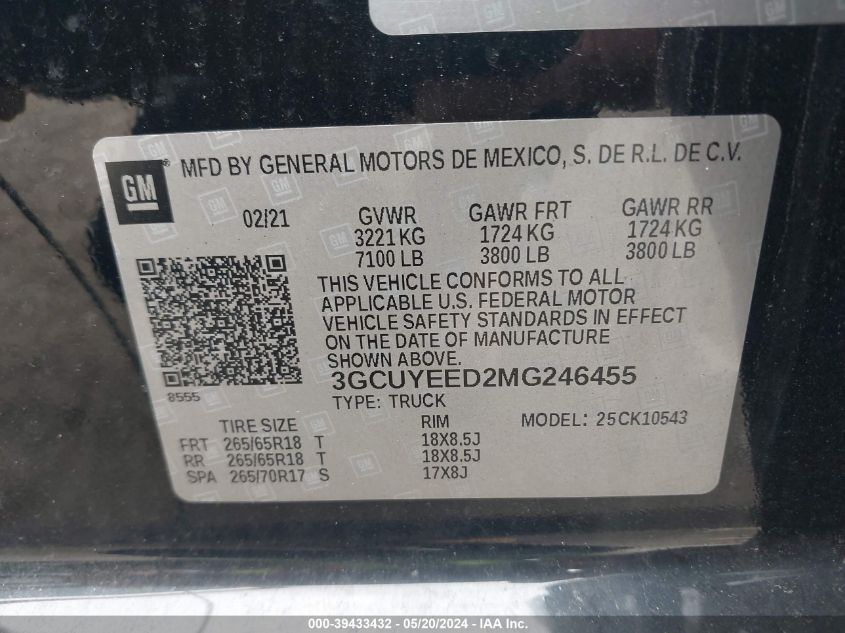 GM
MFD BY GENERAL MOTORS DE MEXICO, S. DE R.L. DE C.V.
02/21 GVWR GAWR FRT GAWR RR
3221 KG 1724 KG 1724 KG
7100 LB 3800 LB 3800 LB
THIS VEHICLE CONFORMS TO ALL
APPLICABLE U.S. FEDERAL MOTOR
VEHICLE SAFETY STANDARDS IN EFFECT
ON THE DATE OF MANUFACTURE
SHOWN ABOVE.
8555
3GCUYEED2MG246455
TYPE: TRUCK MODEL: 25CK10543
TIRE SIZE RIM
FRT 265/65R18 T 18X8.5J
RR 265/65R18 T 18X8.5J
SPA 265/70R17 S 17X8J
000-39433432 - 05/20/2024 - IAA Inc.